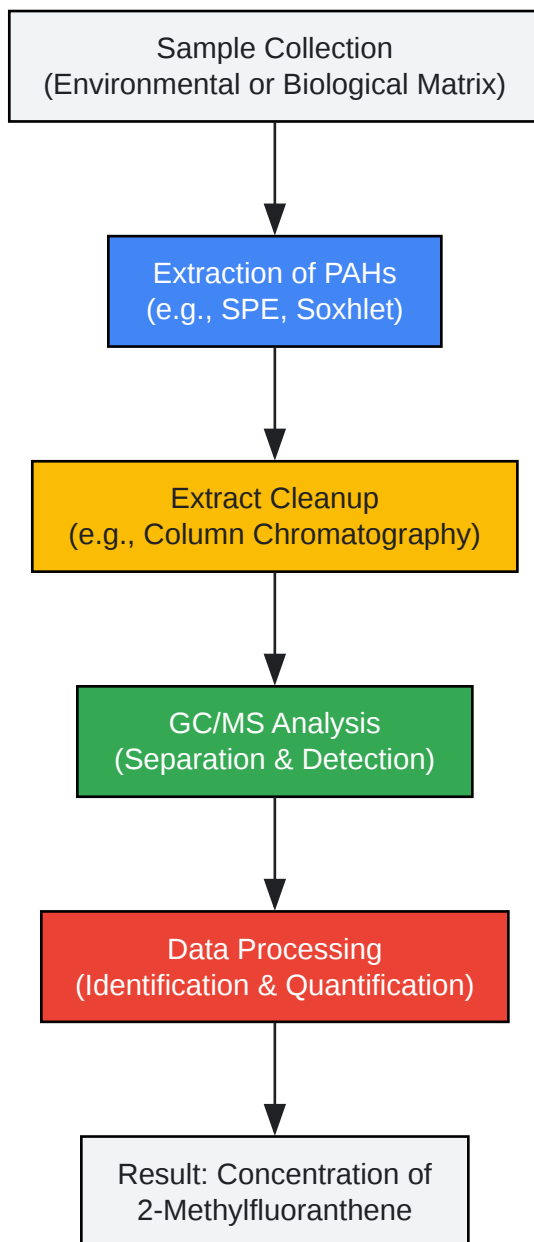 Sample Collection
(Environmental or Biological Matrix)
Extraction of PAHs
(e.g., SPE, Soxhlet)
Extract Cleanup
(e.g., Column Chromatography)
GC/MS Analysis
(Separation & Detection)
Data Processing
(Identification & Quantification)
Result: Concentration of
2-Methylfluoranthene